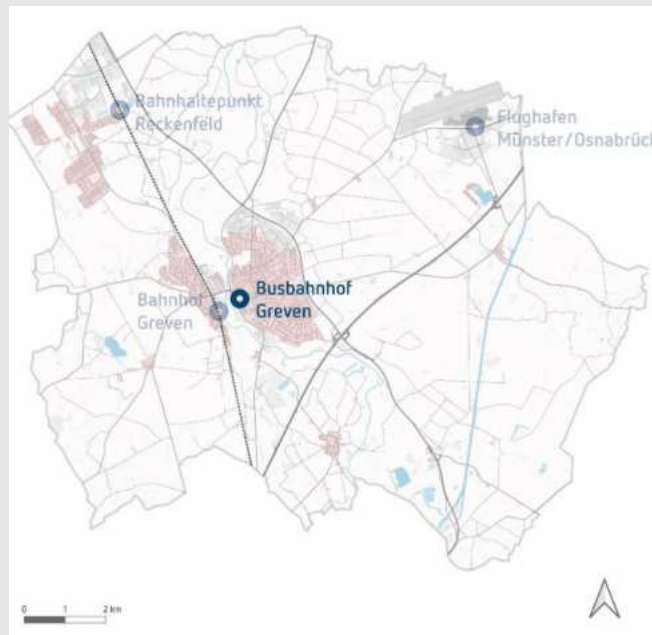 Bahnhaltepunkt
Reckenfeld
Flughafen
Münster/Osnabrück
Busbahnhof
Greven
Bahnhof
Greven
0 1 2 km